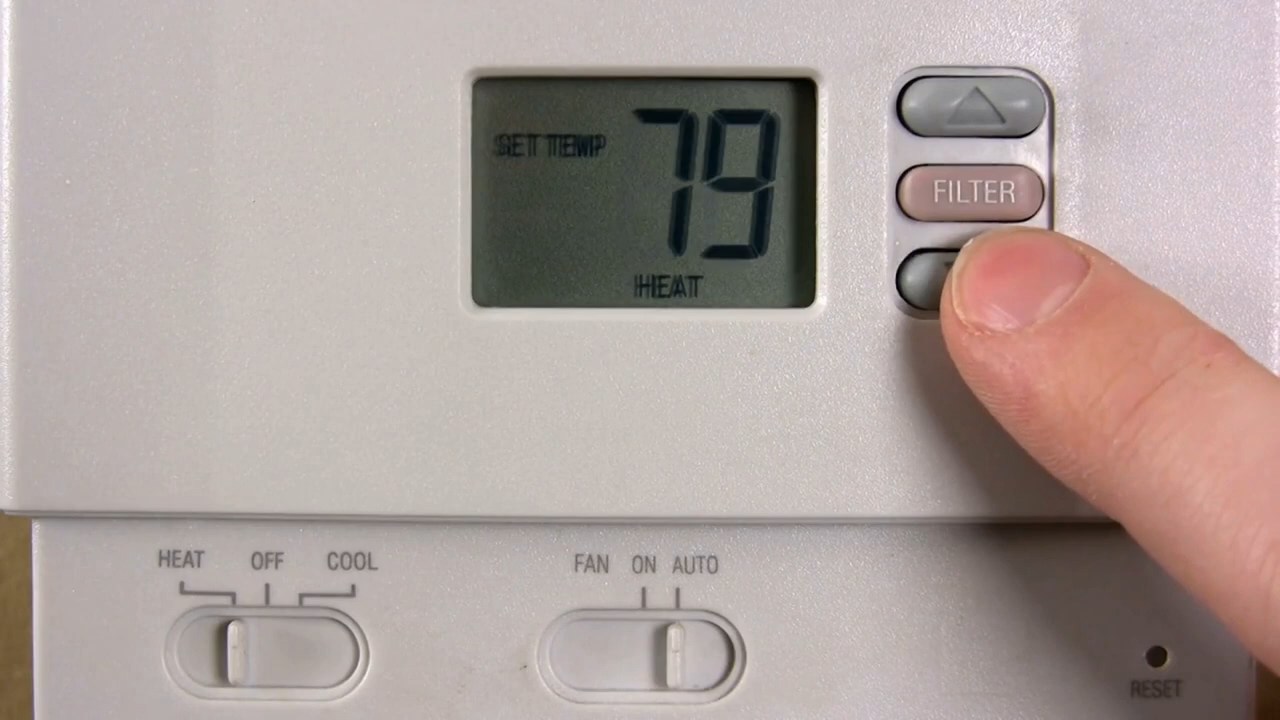 SET TEMP 79
HEAT
FILTER
HEAT OFF COOL
FAN ON AUTO
RESET